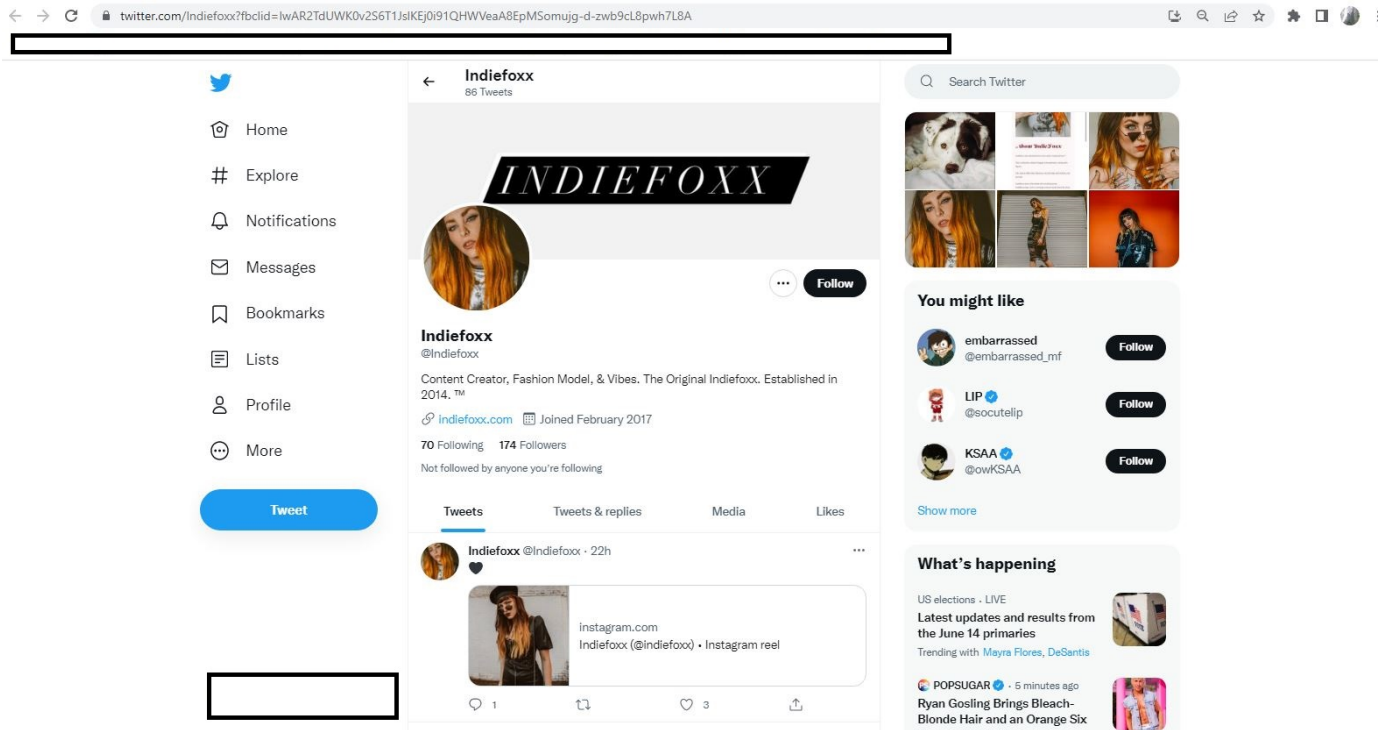 twitter.com/Indiefoxx?fbclid=IwAR2TdUWK0v2S6T1JslKEj0i91QHWVeaA8EpMSomujg-d-zwb9cL8pwh7L8A
Home
Explore
Notifications
Messages
Bookmarks
Lists
Profile
More
Tweet
Indiefoxx
86 Tweets
INDIEFOXX
Follow
Indiefoxx
@Indiefoxx
Content Creator, Fashion Model, & Vibes. The Original Indiefoxx. Established in
2014. ™
indiefoxx.com Joined February 2017
70 Following 174 Followers
Not followed by anyone you're following
Tweets Tweets & replies Media Likes
Indiefoxx @Indiefoxx · 22h
instagram.com
Indiefoxx (@indiefoxx) • Instagram reel
1 3
Search Twitter
You might like
embarrassed
@embarrassed_mf
Follow
LIP
@socutelip
Follow
KSAA
@owKSAA
Follow
Show more
What's happening
US elections · LIVE
Latest updates and results from
the June 14 primaries
Trending with Mayra Flores, DeSantis
POPSUGAR · 5 minutes ago
Ryan Gosling Brings Bleach-
Blonde Hair and an Orange Six